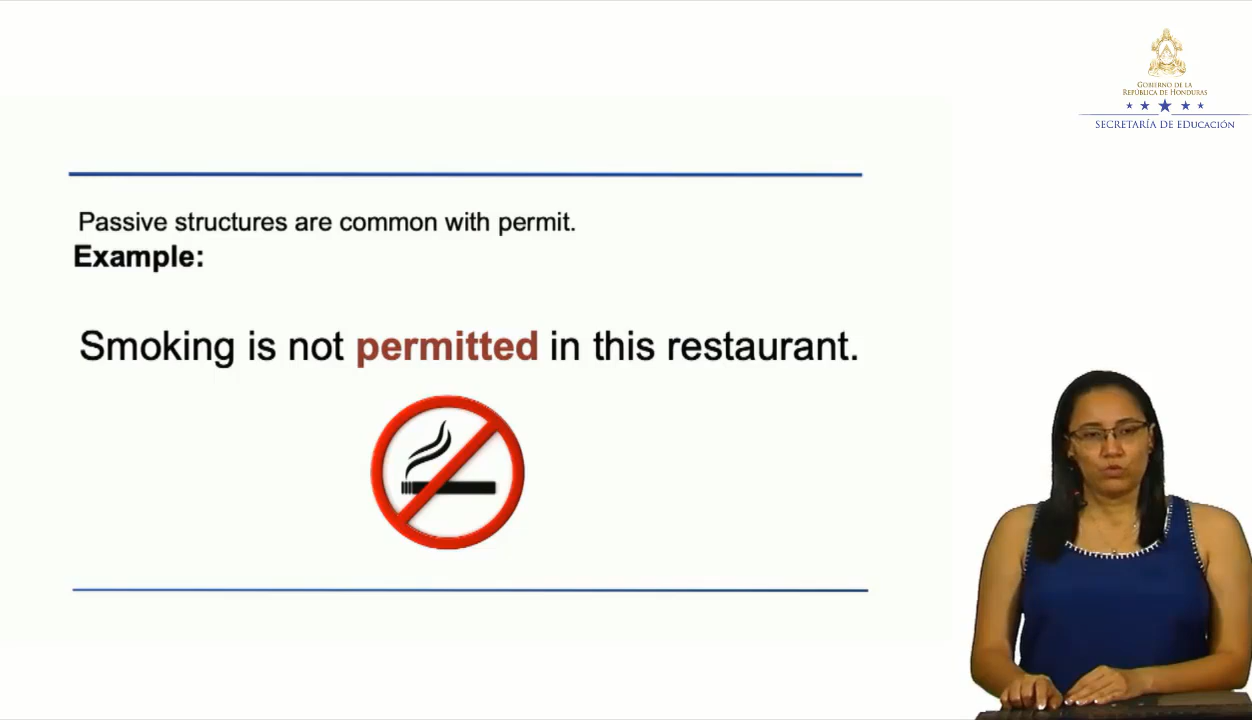 GOBIERNO DE LA
REPÚBLICA DE HONDURAS
SECRETARÍA DE EDUCACIÓN
Passive structures are common with permit.
Example:
Smoking is not permitted in this restaurant.